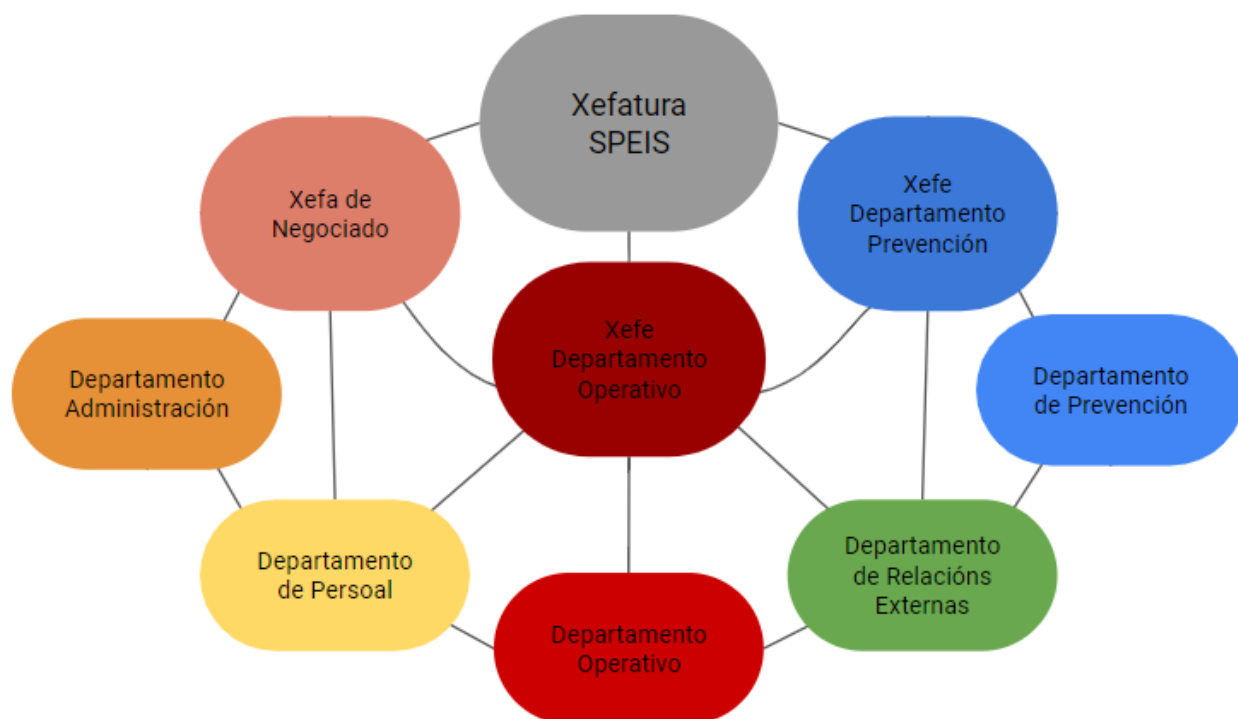 Xefatura
SPEIS
Xefa de
Negociado
Xefe
Departamento
Prevención
Xefe
Departamento
Operativo
Departamento
Administración
Departamento
de Prevención
Departamento
de Persoal
Departamento
de Relacións
Externas
Departamento
Operativo